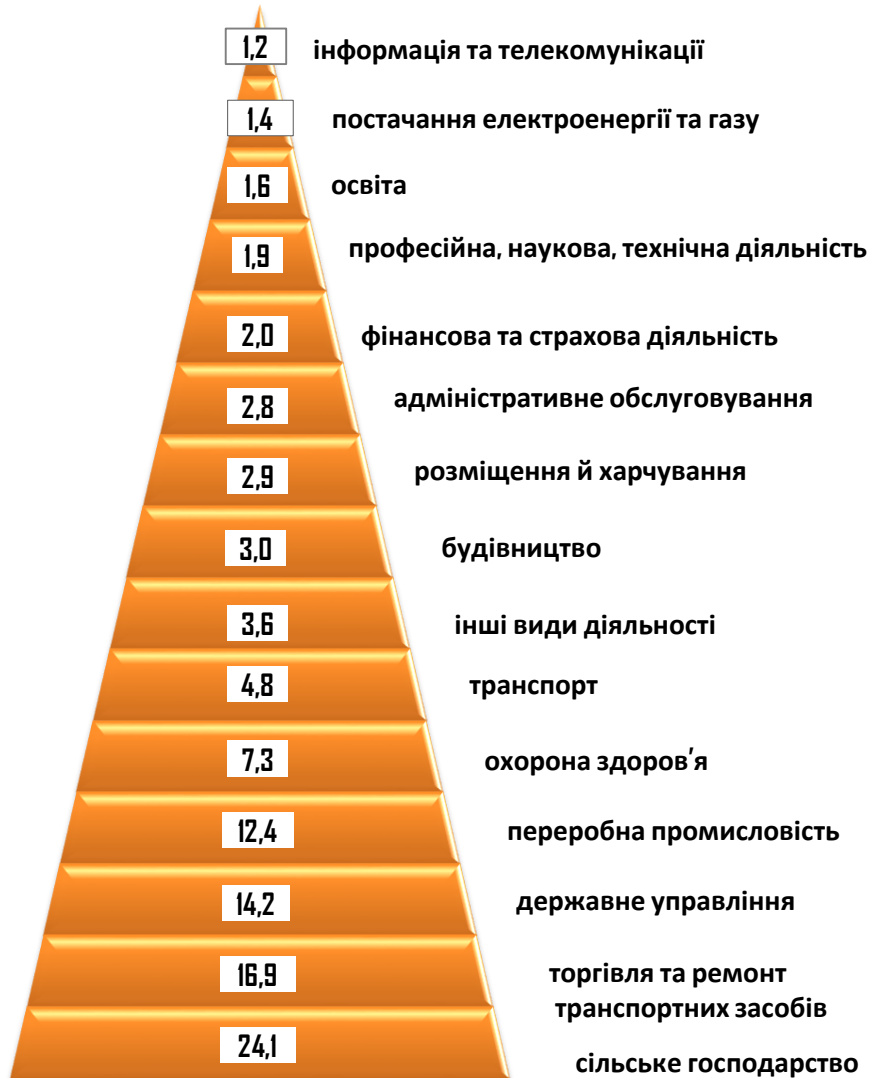 1,2 інформація та телекомунікації
1,4 постачання електроенергії та газу
1,6 освіта
1,9 професійна, наукова, технічна діяльність
2,0 фінансова та страхова діяльність
2,8 адміністративне обслуговування
2,9 розміщення й харчування
3,0 будівництво
3,6 інші види діяльності
4,8 транспорт
7,3 охорона здоров'я
12,4 переробна промисловість
14,2 державне управління
16,9 торгівля та ремонт
транспортних засобів
24,1 сільське господарство